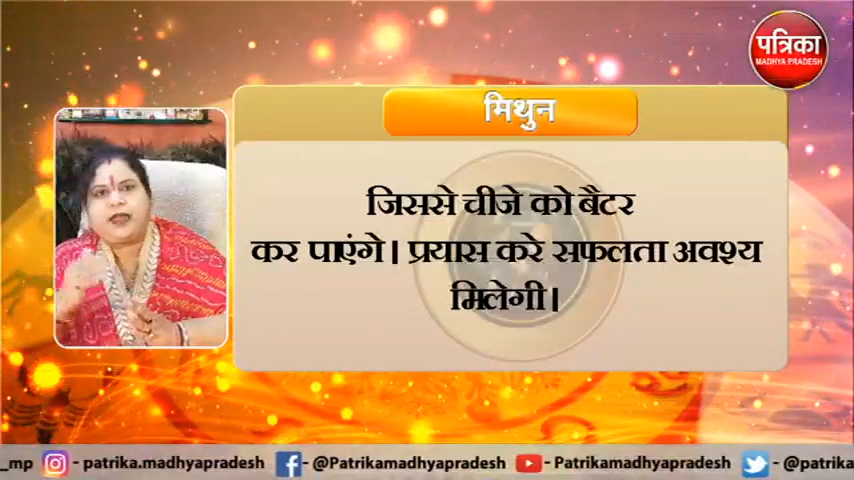 पत्रिका
MADHYA PRADESH
मिथुन
जिससे चीजे को बैटर
कर पाएंगे। प्रयास करे सफलता अवश्य
मिलेगी।
_mp - patrika.madhyapradesh - @Patrikamadhyapradesh - Patrikamadhyapradesh - @patrika